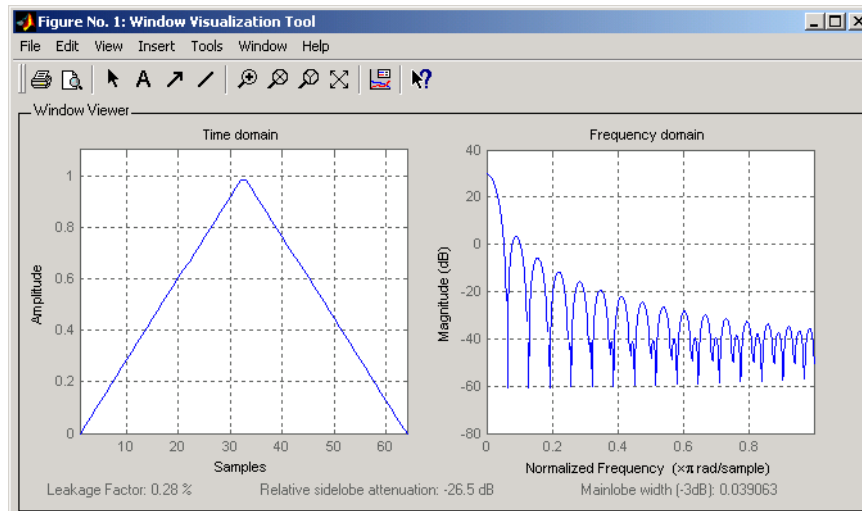 Figure No. 1: Window Visualization Tool
File Edit View Insert Tools Window Help
A
?
Window Viewer
Time domain
1
0.8
0.6
0.4
0.2
0
10 20 30 40 50 60
Amplitude
Samples
Frequency domain
40
20
0
-20
-40
-60
-80
0 0.2 0.4 0.6 0.8
Magnitude (dB)
Normalized Frequency (×π rad/sample)
Leakage Factor: 0.28 % Relative sidelobe attenuation: -26.5 dB Mainlobe width (-3dB): 0.039063